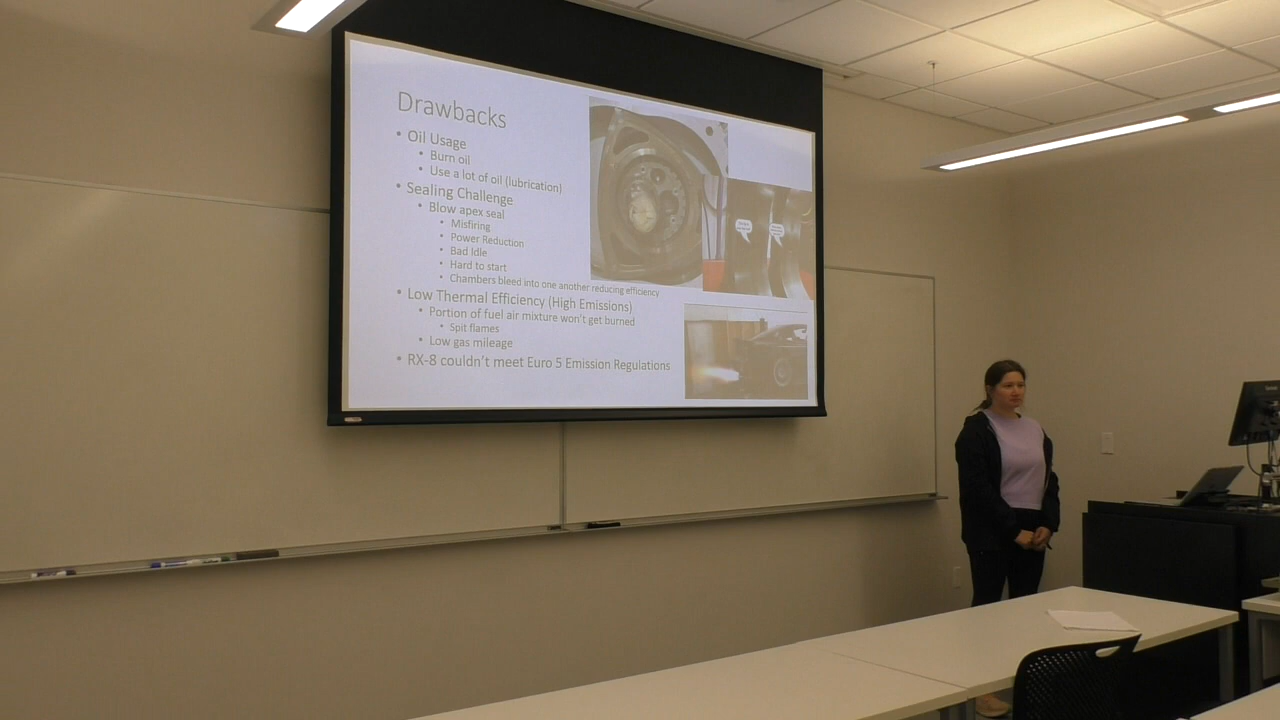 Drawbacks
• Oil Usage
• Burn oil
• Use a lot of oil (lubrication)
• Sealing Challenge
• Blow apex seal
• Misfiring
• Power Reduction
• Bad Idle
• Hard to start
• Chambers bleed into one another reducing efficiency
• Low Thermal Efficiency (High Emissions)
• Portion of fuel air mixture won't get burned
• Spit flames
• Low gas mileage
• RX-8 couldn't meet Euro 5 Emission Regulations